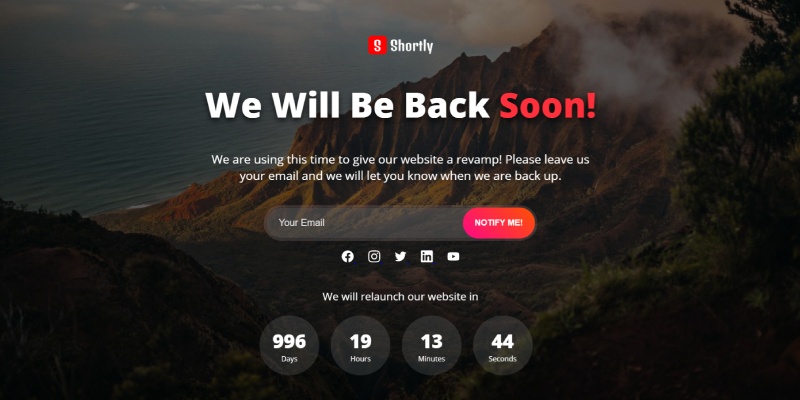 S Shortly
We Will Be Back Soon!
We are using this time to give our website a revamp! Please leave us
your email and we will let you know when we are back up.
Your Email NOTIFY ME!
We will relaunch our website in
996 19 13 44
Days Hours Minutes Seconds